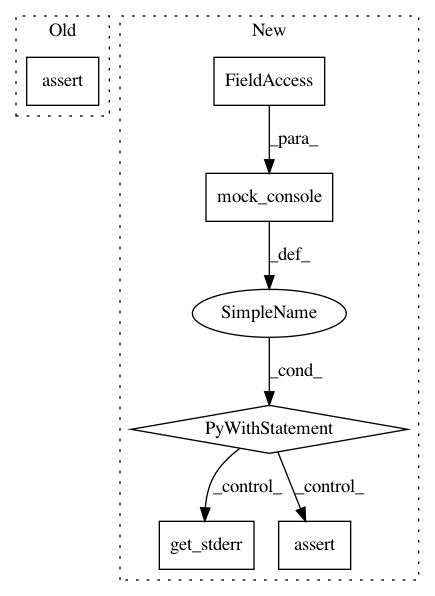 Old
New
assert
FieldAccess
_para_
mock_console
_def_
SimpleName
_cond_
PyWithStatement
_control_
_control_
get_stderr
assert